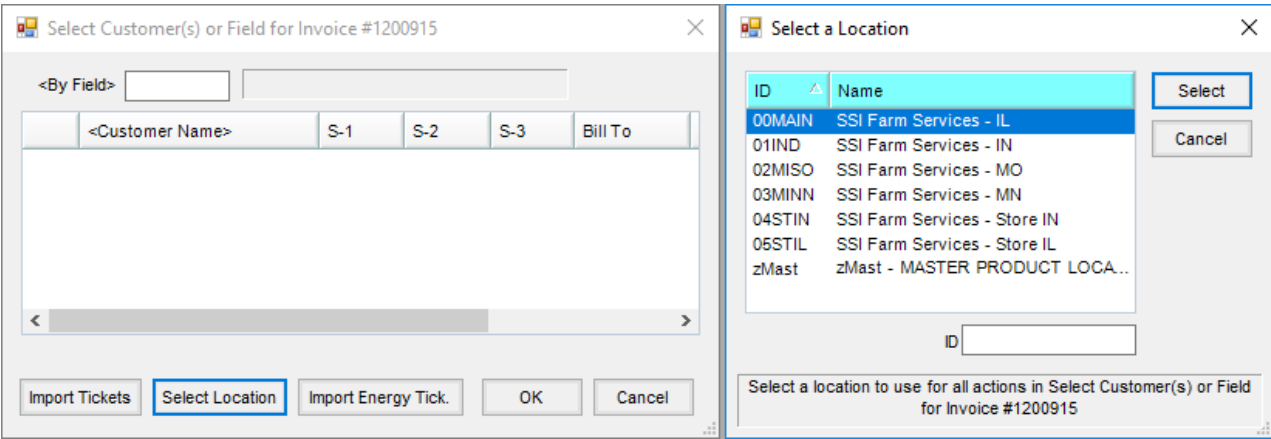 Select Customer(s) or Field for Invoice #1200915
<By Field>
<Customer Name> S-1 S-2 S-3 Bill To
Import Tickets Select Location Import Energy Tick. OK Cancel
Select a Location
ID Name
00MAIN SSI Farm Services - IL
01IND SSI Farm Services - IN
02MISO SSI Farm Services - MO
03MINN SSI Farm Services - MN
04STIN SSI Farm Services - Store IN
05STIL SSI Farm Services - Store IL
zMast zMast - MASTER PRODUCT LOCA...
Select
Cancel
ID
Select a location to use for all actions in Select Customer(s) or Field
for Invoice #1200915